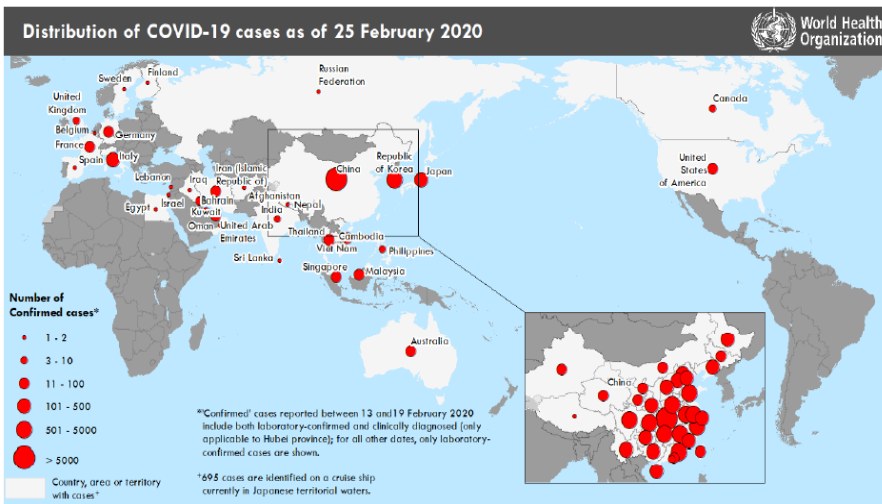 Distribution of COVID-19 cases as of 25 February 2020
World Health
Organization
Russian
Federation
Finland
Sweden
United
Kingdom
Belgium
Germany
France
Spain
Italy
Canada
United
States
of America
China
Republic
of Korea
Japan
Lebanon
Iraq
Iran (Islamic
Republic of)
Afghanistan
Israel
Bahrain
Nepal
Egypt
Kuwait
India
Oman
United Arab
Emirates
Thailand
Cambodia
Viet Nam
Philippines
Sri Lanka
Singapore
Malaysia
Australia
China
Number of
Confirmed cases*
1 - 2
3 - 10
11 - 100
101 - 500
501 - 5000
> 5000
Country, area or territory
with cases⁺
*'Confirmed' cases reported between 13 and19 February 2020
include both laboratory-confirmed and clinically diagnosed (only
applicable to Hubei province); for all other dates, only laboratory-
confirmed cases are shown.
⁺695 cases are identified on a cruise ship
currently in Japanese territorial waters.